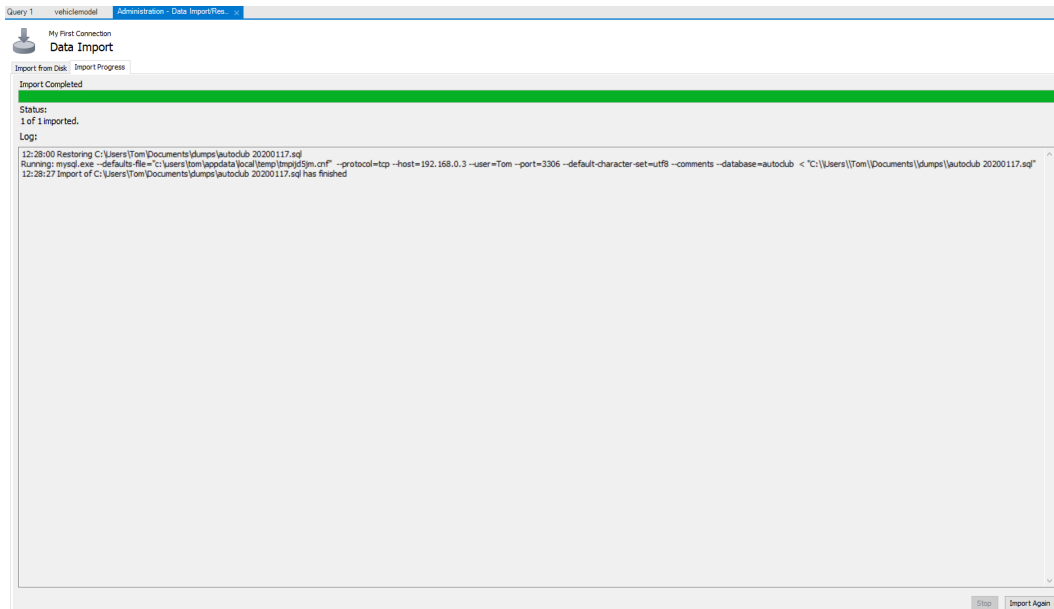 Query 1 vehiclemodel Administration - Data Import/Res... ×
My First Connection
Data Import
Import from Disk Import Progress
Import Completed
Status:
1 of 1 imported.
Log:
12:28:00 Restoring C:\Users\Tom\Documents\dumps\autoclub 20200117.sql
Running: mysql.exe --defaults-file="c:\users\tom\appdata\local\temp\tmpijd5jm.cnf" --protocol=tcp --host=192.168.0.3 --user=Tom --port=3306 --default-character-set=utf8 --comments --database=autoclub < "C:\\Users\\Tom\\Documents\\dumps\\autoclub 20200117.sql"
12:28:27 Import of C:\Users\Tom\Documents\dumps\autoclub 20200117.sql has finished
Stop Import Again